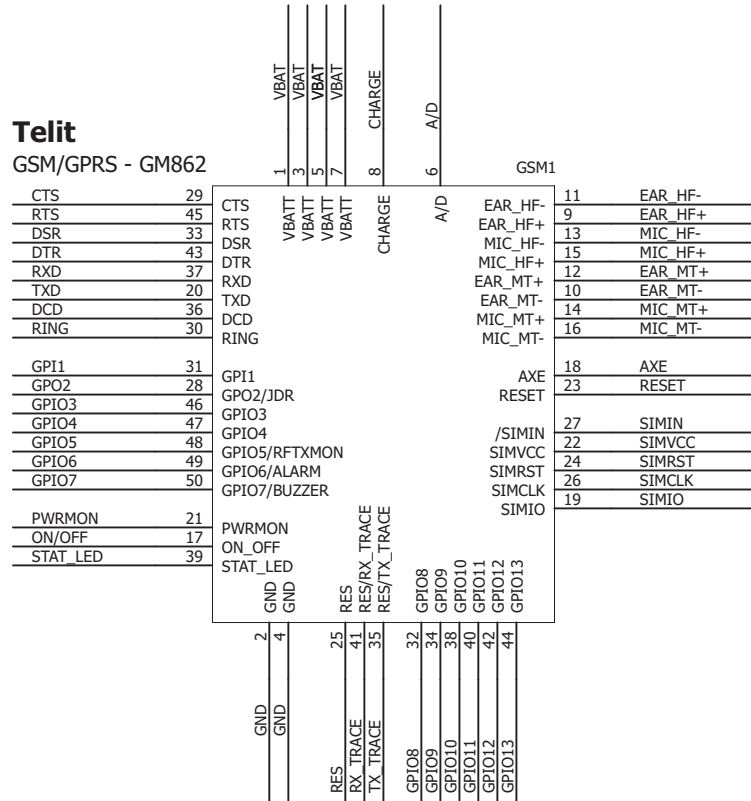 VBAT VBAT VBAT VBAT CHARGE A/D
Telit
GSM/GPRS - GM862
1 3 5 7 8 6
GSM1
CTS 29 CTS VBATT VBATT VBATT VBATT CHARGE A/D EAR_HF- 11 EAR_HF-
RTS 45 RTS EAR_HF+ 9 EAR_HF+
DSR 33 DSR MIC_HF- 13 MIC_HF-
DTR 43 DTR MIC_HF+ 15 MIC_HF+
RXD 37 RXD EAR_MT+ 12 EAR_MT+
TXD 20 TXD EAR_MT- 10 EAR_MT-
DCD 36 DCD MIC_MT+ 14 MIC_MT+
RING 30 RING MIC_MT- 16 MIC_MT-
GPI1 31 GPI1 AXE 18 AXE
GPO2 28 GPO2/JDR RESET 23 RESET
GPIO3 46 GPIO3
GPIO4 47 GPIO4 /SIMIN 27 SIMIN
GPIO5 48 GPIO5/RFTXMON SIMVCC 22 SIMVCC
GPIO6 49 GPIO6/ALARM SIMRST 24 SIMRST
GPIO7 50 GPIO7/BUZZER SIMCLK 26 SIMCLK
SIMIO 19 SIMIO
PWRMON 21 PWRMON
ON/OFF 17 ON_OFF
STAT_LED 39 STAT_LED
GND GND RES RES/RX_TRACE RES/TX_TRACE GPIO8 GPIO9 GPIO10 GPIO11 GPIO12 GPIO13
2 4 25 41 35 32 34 38 40 42 44
GND GND RES RX_TRACE TX_TRACE GPIO8 GPIO9 GPIO10 GPIO11 GPIO12 GPIO13